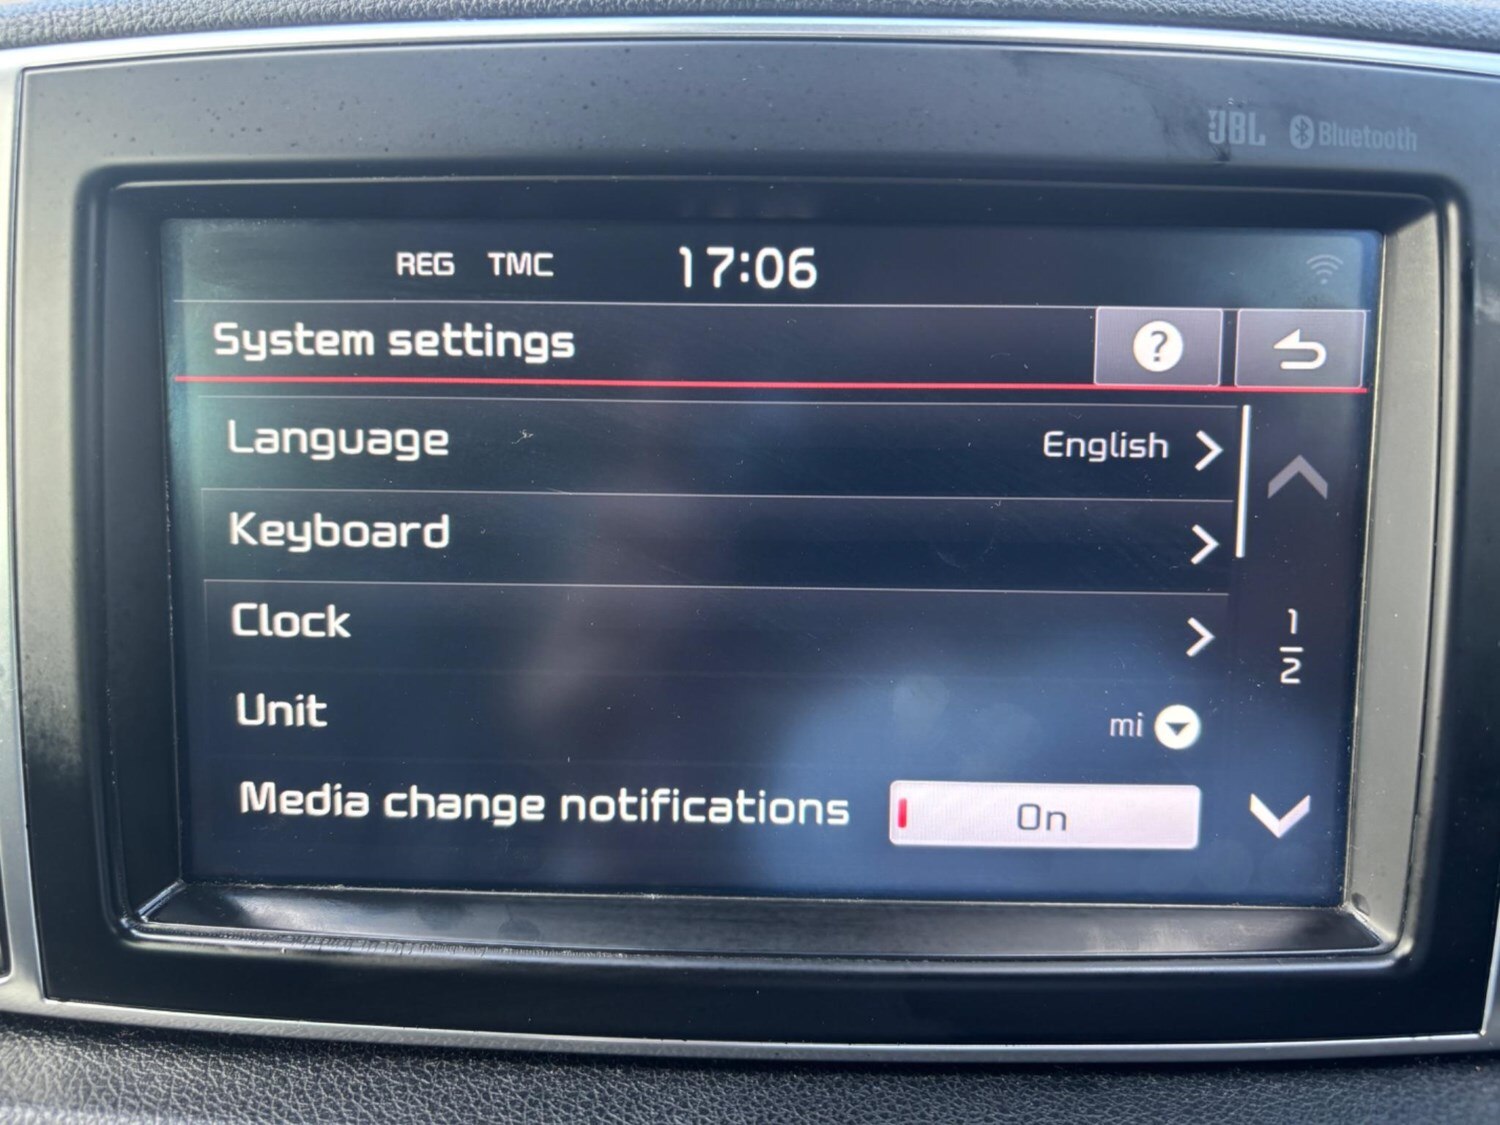 JBL Bluetooth
REG TMC 17:06
System settings ?
Language English
Keyboard
Clock
1
2
Unit mi
Media change notifications On